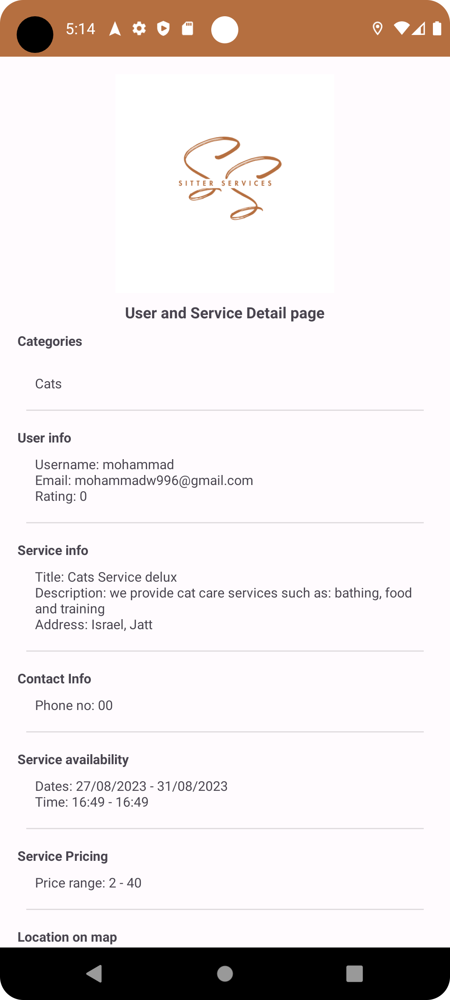 5:14
SITTER SERVICES
User and Service Detail page
Categories
Cats
User info
Username: mohammad
Email: mohammadw996@gmail.com
Rating: 0
Service info
Title: Cats Service delux
Description: we provide cat care services such as: bathing, food
and training
Address: Israel, Jatt
Contact Info
Phone no: 00
Service availability
Dates: 27/08/2023 - 31/08/2023
Time: 16:49 - 16:49
Service Pricing
Price range: 2 - 40
Location on map